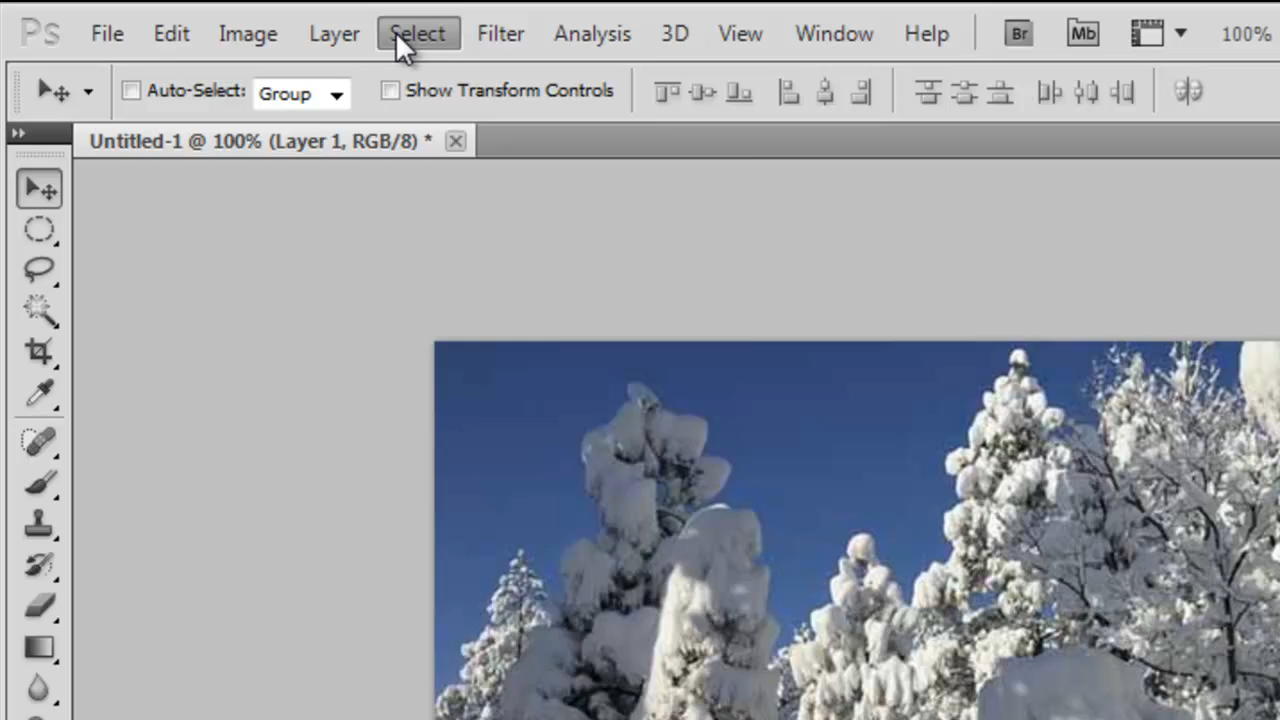 Ps File Edit Image Layer Select Filter Analysis 3D View Window Help Br Mb 100%
Auto-Select: Group Show Transform Controls
Untitled-1 @ 100% (Layer 1, RGB/8) *